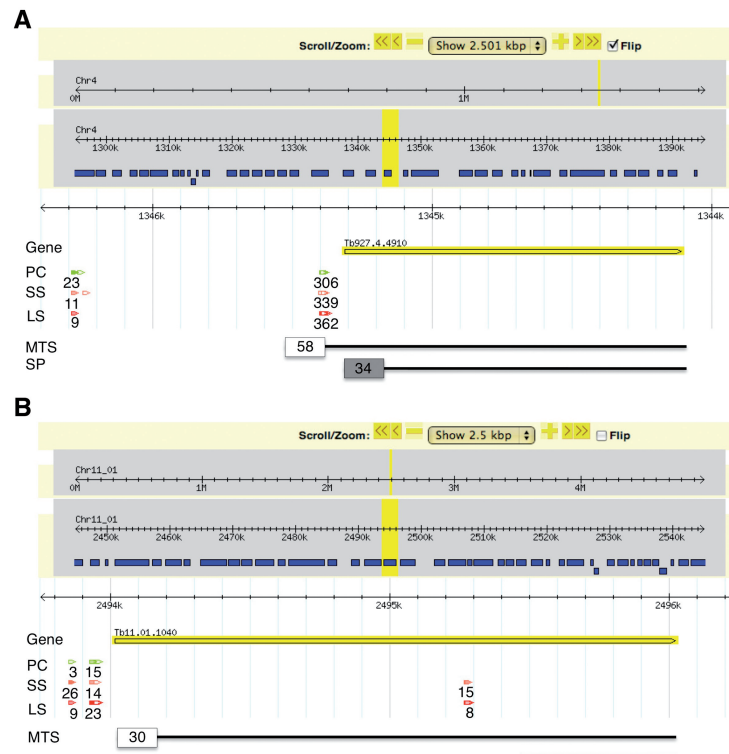 A
Scroll/Zoom: << < Show 2.501 kbp > >> Flip
Chr4
0M 1M
Chr4
1300k 1310k 1320k 1330k 1340k 1350k 1360k 1370k 1380k 1390k
1346k 1345k 1344k
Gene Tb927.4.4910
PC
23 306
SS
11 339
LS
9 362
MTS 58
SP 34
B
Scroll/Zoom: << < Show 2.5 kbp > >> Flip
Chr11_01
0M 1M 2M 3M 4M
Chr11_01
2450k 2460k 2470k 2480k 2490k 2500k 2510k 2520k 2530k 2540k
2494k 2495k 2496k
Gene Tb11.01.1040
PC
3 15
SS
26 14 15
LS
9 23 8
MTS 30